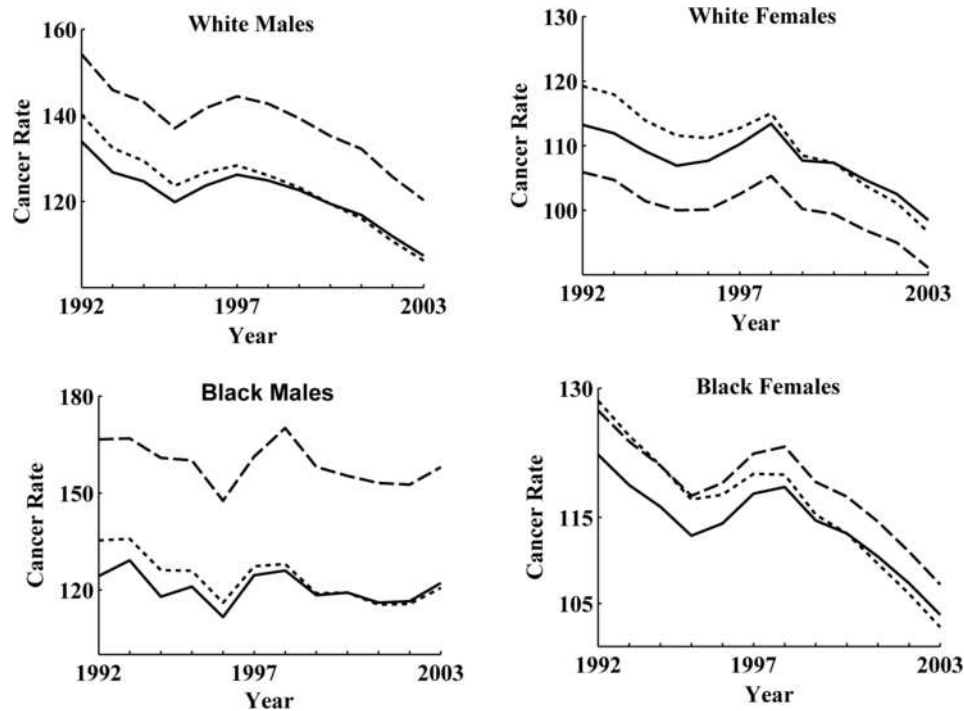 White Males
160
140
120
Cancer Rate
1992
1997
2003
Year
White Females
130
120
110
100
Cancer Rate
1992
1997
2003
Year
Black Males
180
150
120
Cancer Rate
1992
1997
2003
Year
Black Females
130
115
105
Cancer Rate
1992
1997
2003
Year